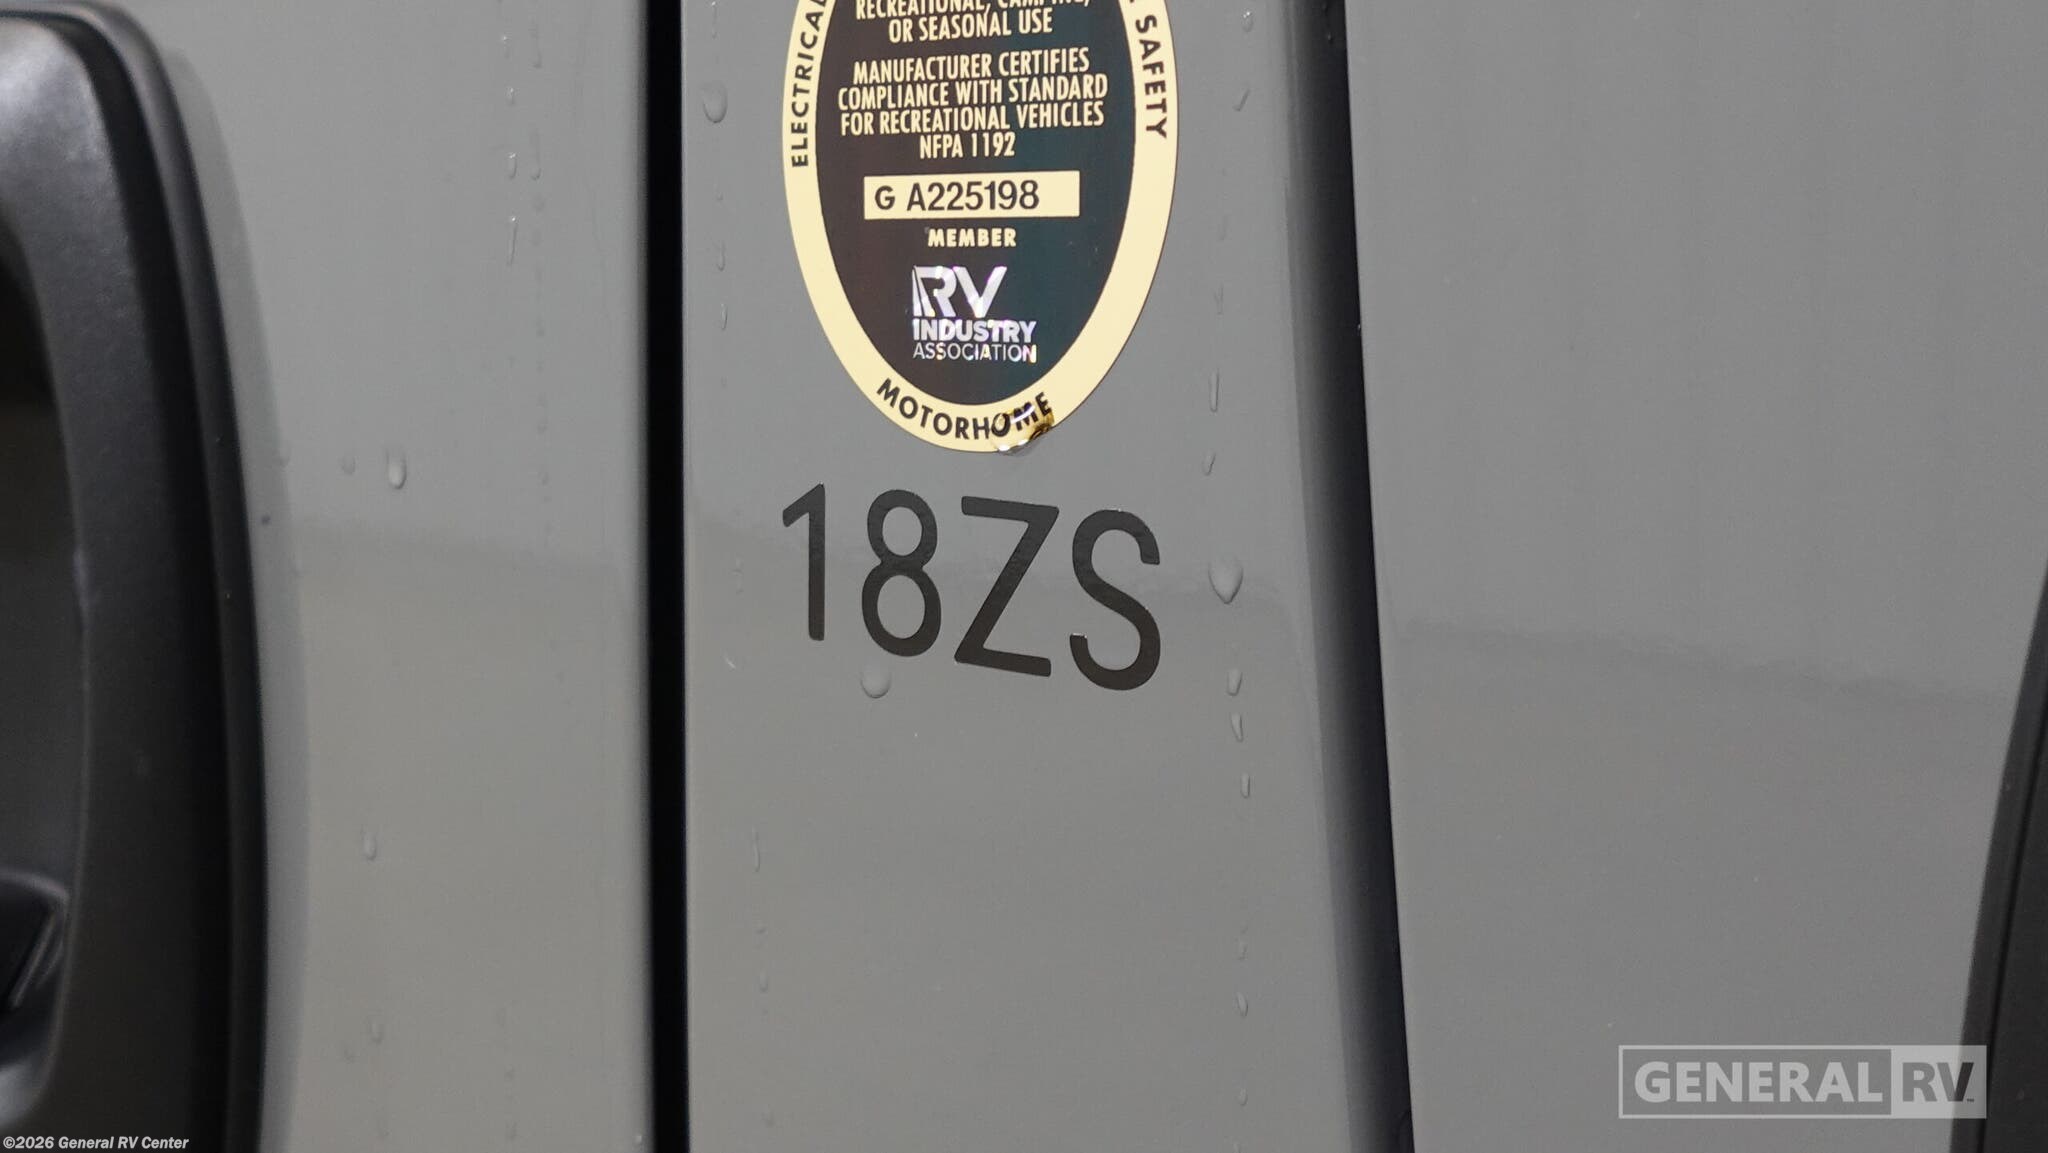 ELECTRICAL
SAFETY
RECREATIONAL, CAMPING,
OR SEASONAL USE
MANUFACTURER CERTIFIES
COMPLIANCE WITH STANDARD
FOR RECREATIONAL VEHICLES
NFPA 1192
G A225198
MEMBER
RV
INDUSTRY
ASSOCIATION
MOTORHOME
18ZS
GENERAL RV
©2026 General RV Center